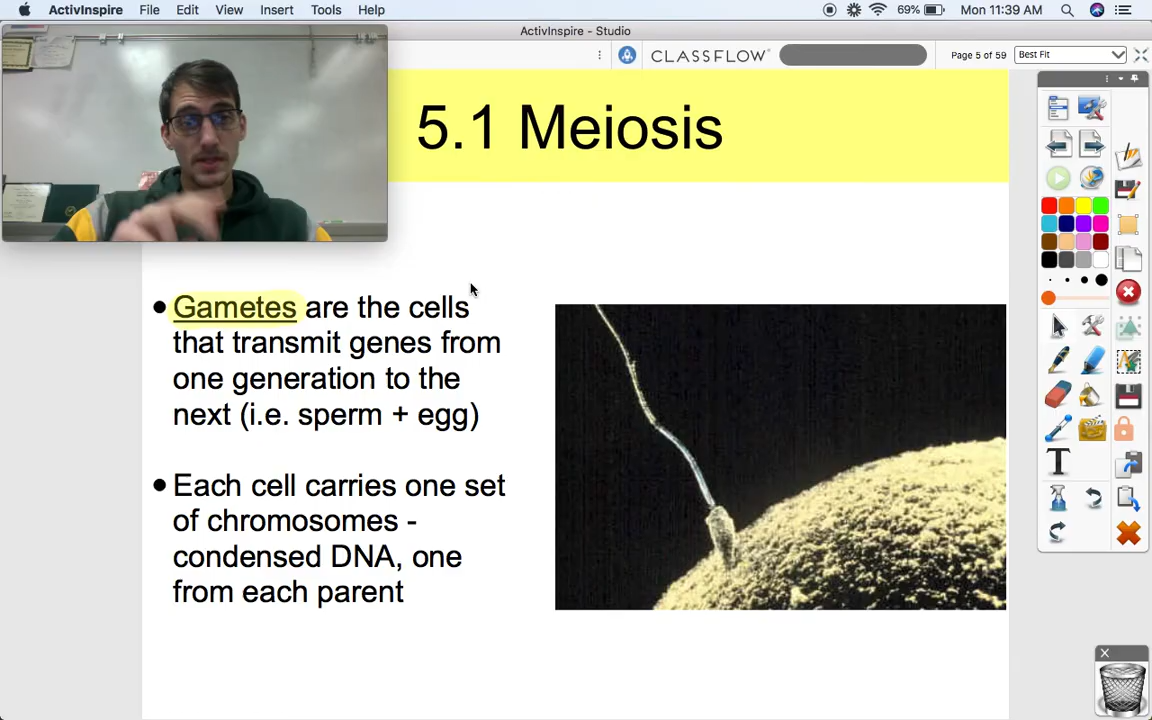 ActivInspire File Edit View Insert Tools Help 69% Mon 11:39 AM
ActivInspire - Studio
CLASSFLOW Page 5 of 59 Best Fit
5.1 Meiosis
• Gametes are the cells
that transmit genes from
one generation to the
next (i.e. sperm + egg)
• Each cell carries one set
of chromosomes -
condensed DNA, one
from each parent
T